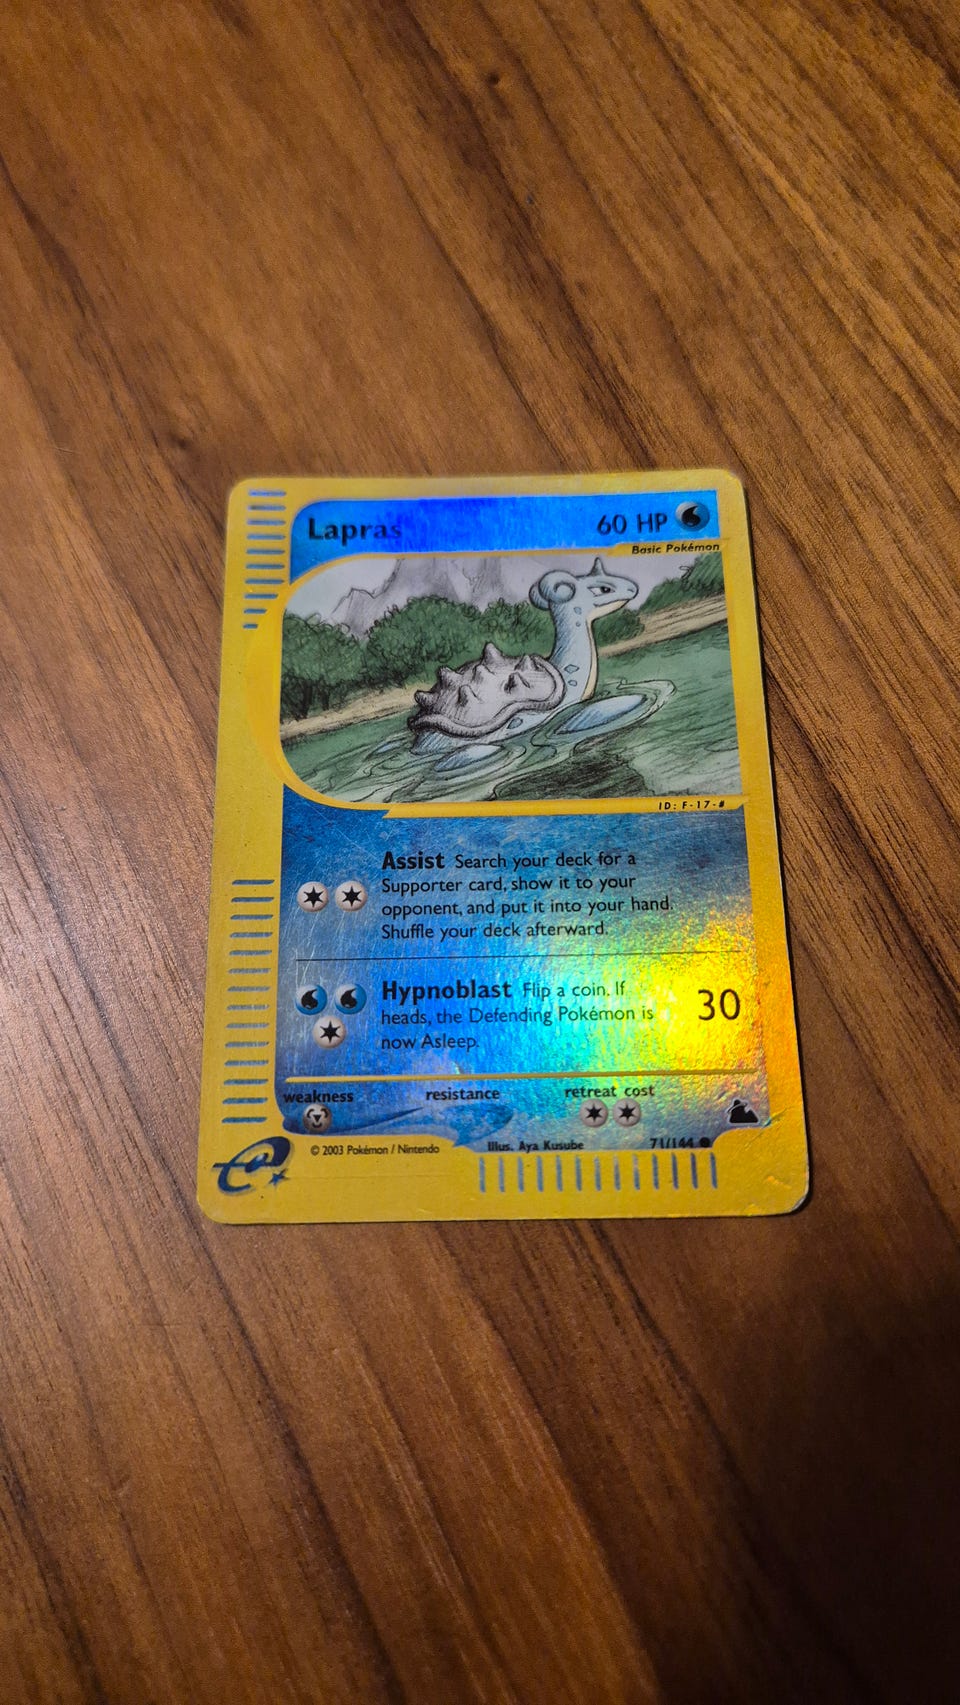 Lapras 60 HP
Basic Pokémon
ID: F-17-#
Assist Search your deck for a
Supporter card, show it to your
opponent, and put it into your hand.
Shuffle your deck afterward.
Hypnoblast Flip a coin. If
heads, the Defending Pokémon is
now Asleep.
30
weakness resistance retreat cost
© 2003 Pokémon / Nintendo
Illus. Aya Kusube
71/144
e